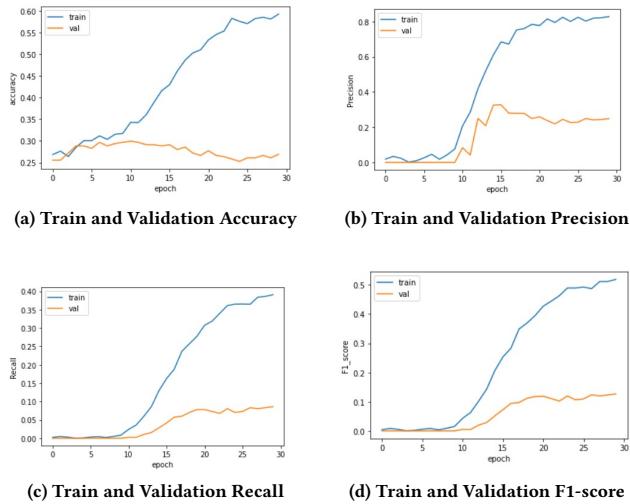 0.60
0.55
0.50
0.45
0.40
0.35
0.30
0.25
accuracy
train
val
0 5 10 15 20 25 30
epoch
(a) Train and Validation Accuracy
0.8
0.6
0.4
0.2
0.0
Precision
train
val
0 5 10 15 20 25 30
epoch
(b) Train and Validation Precision
0.40
0.35
0.30
0.25
0.20
0.15
0.10
0.05
0.00
Recall
train
val
0 5 10 15 20 25 30
epoch
(c) Train and Validation Recall
0.5
0.4
0.3
0.2
0.1
0.0
F1_score
train
val
0 5 10 15 20 25 30
epoch
(d) Train and Validation F1-score